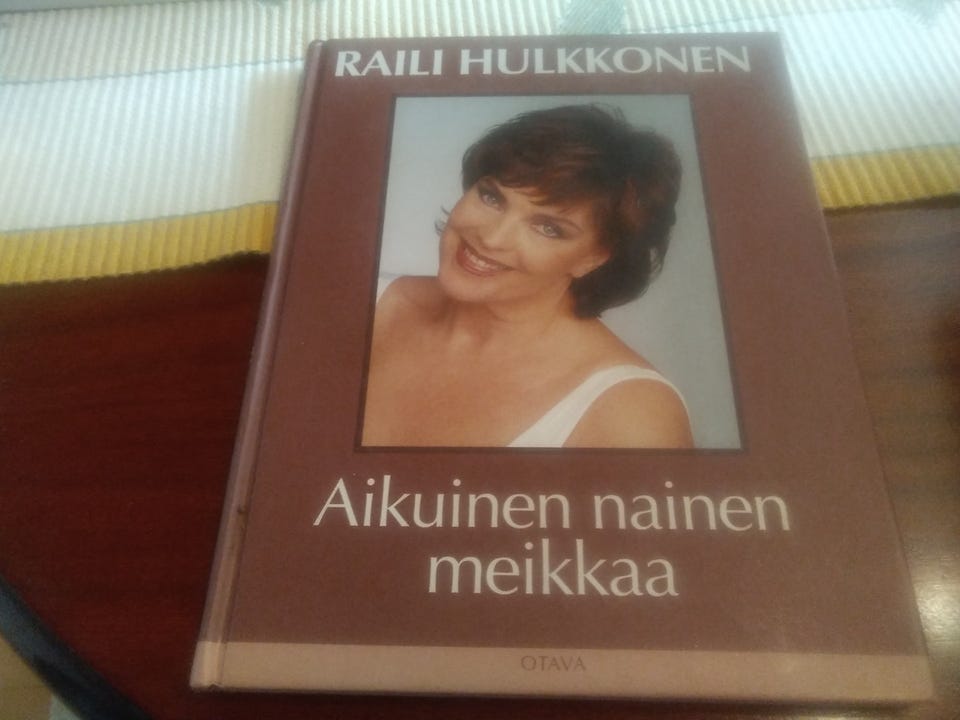 RAILI HULKKONEN
Aikuinen nainen
meikkaa
OTAVA